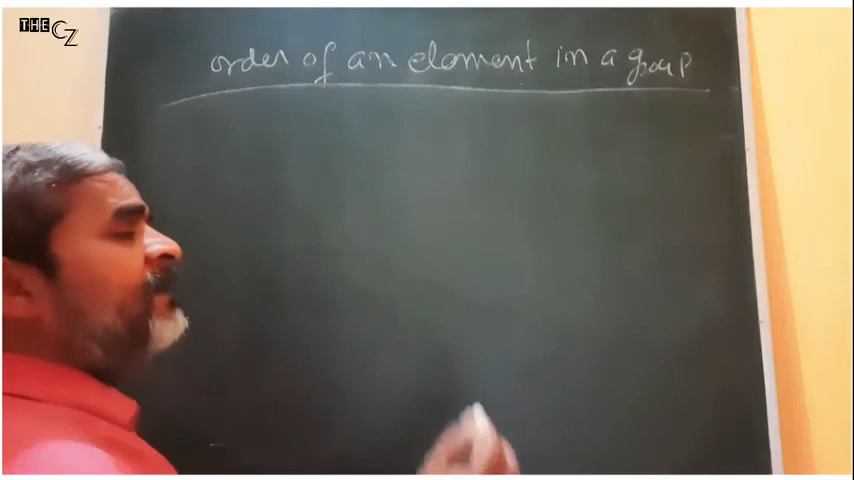 THE CZ
order of an element in a group